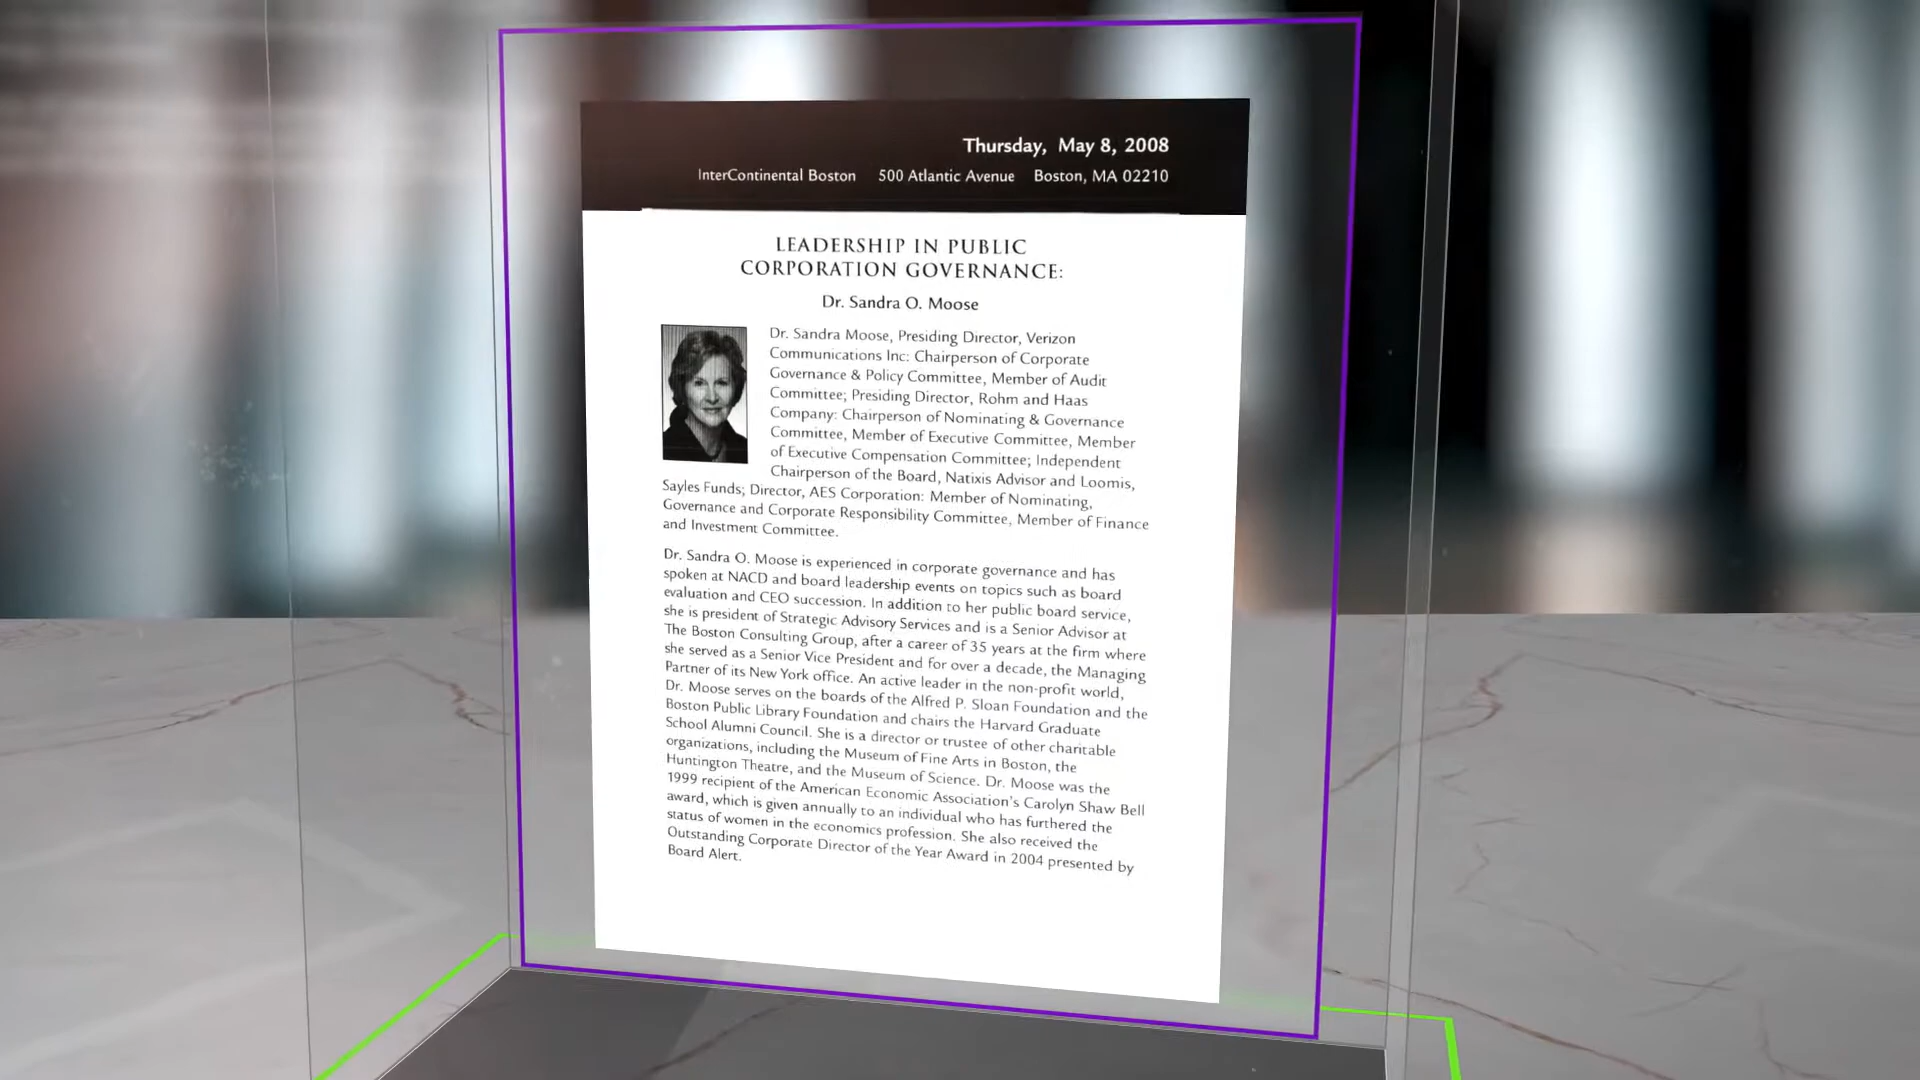 Thursday, May 8, 2008
InterContinental Boston 500 Atlantic Avenue Boston, MA 02210
LEADERSHIP IN PUBLIC
CORPORATION GOVERNANCE:
Dr. Sandra O. Moose
Dr. Sandra Moose, Presiding Director, Verizon
Communications Inc: Chairperson of Corporate
Governance & Policy Committee, Member of Audit
Committee; Presiding Director, Rohm and Haas
Company: Chairperson of Nominating & Governance
Committee, Member of Executive Committee, Member
of Executive Compensation Committee; Independent
Chairperson of the Board, Natixis Advisor and Loomis,
Sayles Funds; Director, AES Corporation: Member of Nominating,
Governance and Corporate Responsibility Committee, Member of Finance
and Investment Committee.
Dr. Sandra O. Moose is experienced in corporate governance and has
spoken at NACD and board leadership events on topics such as board
evaluation and CEO succession. In addition to her public board service,
she is president of Strategic Advisory Services and is a Senior Advisor at
The Boston Consulting Group, after a career of 35 years at the firm where
she served as a Senior Vice President and for over a decade, the Managing
Partner of its New York office. An active leader in the non-profit world,
Dr. Moose serves on the boards of the Alfred P. Sloan Foundation and the
Boston Public Library Foundation and chairs the Harvard Graduate
School Alumni Council. She is a director or trustee of other charitable
organizations, including the Museum of Fine Arts in Boston, the
Huntington Theatre, and the Museum of Science. Dr. Moose was the
1999 recipient of the American Economic Association's Carolyn Shaw Bell
award, which is given annually to an individual who has furthered the
status of women in the economics profession. She also received the
Outstanding Corporate Director of the Year Award in 2004 presented by
Board Alert.